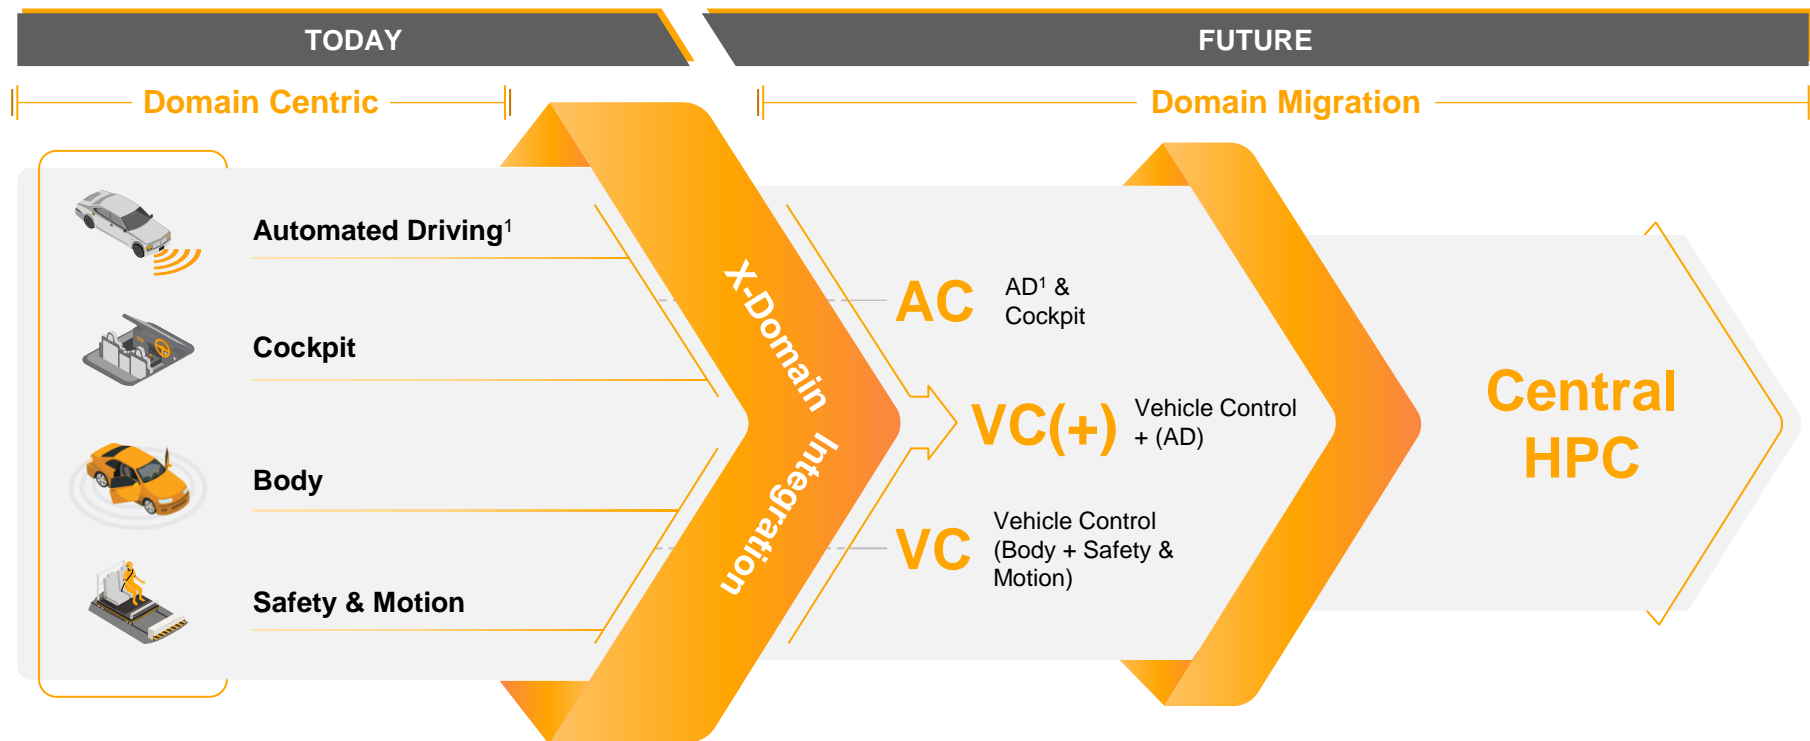 TODAY
FUTURE
Domain Centric
Domain Migration
Automated Driving¹
Cockpit
Body
Safety & Motion
X-Domain Integration
AC
AD¹ &
Cockpit
VC(+)
Vehicle Control
+ (AD)
VC
Vehicle Control
(Body + Safety &
Motion)
Central
HPC